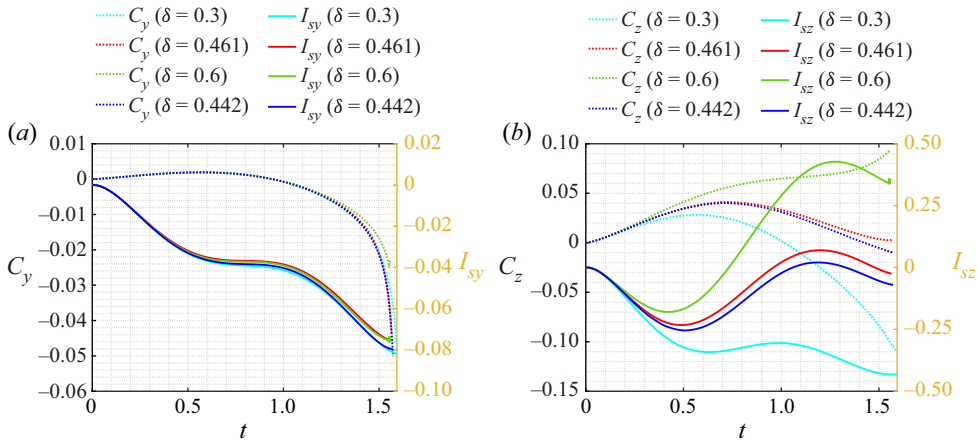 C_y (δ = 0.3) I_sy (δ = 0.3)
C_y (δ = 0.461) I_sy (δ = 0.461)
C_y (δ = 0.6) I_sy (δ = 0.6)
C_y (δ = 0.442) I_sy (δ = 0.442)
(a)
0.01 0.02
0 0
–0.01 –0.02
–0.02
C_y –0.04 I_sy
–0.03
–0.04 –0.06
–0.05 –0.08
–0.06 –0.10
0 0.5 1.0 1.5
t
C_z (δ = 0.3) I_sz (δ = 0.3)
C_z (δ = 0.461) I_sz (δ = 0.461)
C_z (δ = 0.6) I_sz (δ = 0.6)
C_z (δ = 0.442) I_sz (δ = 0.442)
(b)
0.10 0.50
0.05 0.25
0
C_z 0 I_sz
–0.05
–0.10 –0.25
–0.15 –0.50
0 0.5 1.0 1.5
t